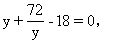 y + 72/y - 18 = 0,